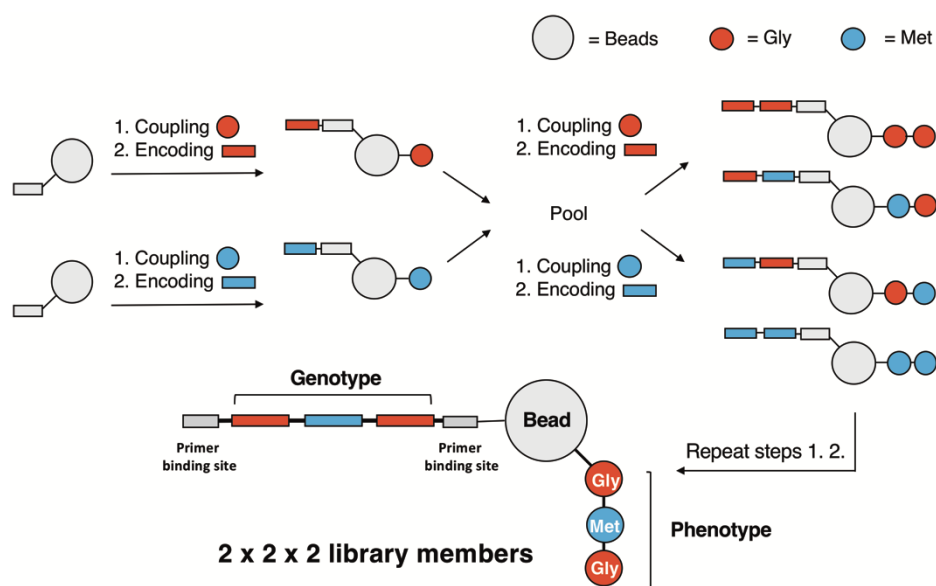 = Beads
= Gly
= Met
1. Coupling
2. Encoding
1. Coupling
2. Encoding
Pool
1. Coupling
2. Encoding
1. Coupling
2. Encoding
Genotype
Primer
binding site
Primer
binding site
Bead
Repeat steps 1. 2.
Gly
Met
Gly
Phenotype
2 x 2 x 2 library members